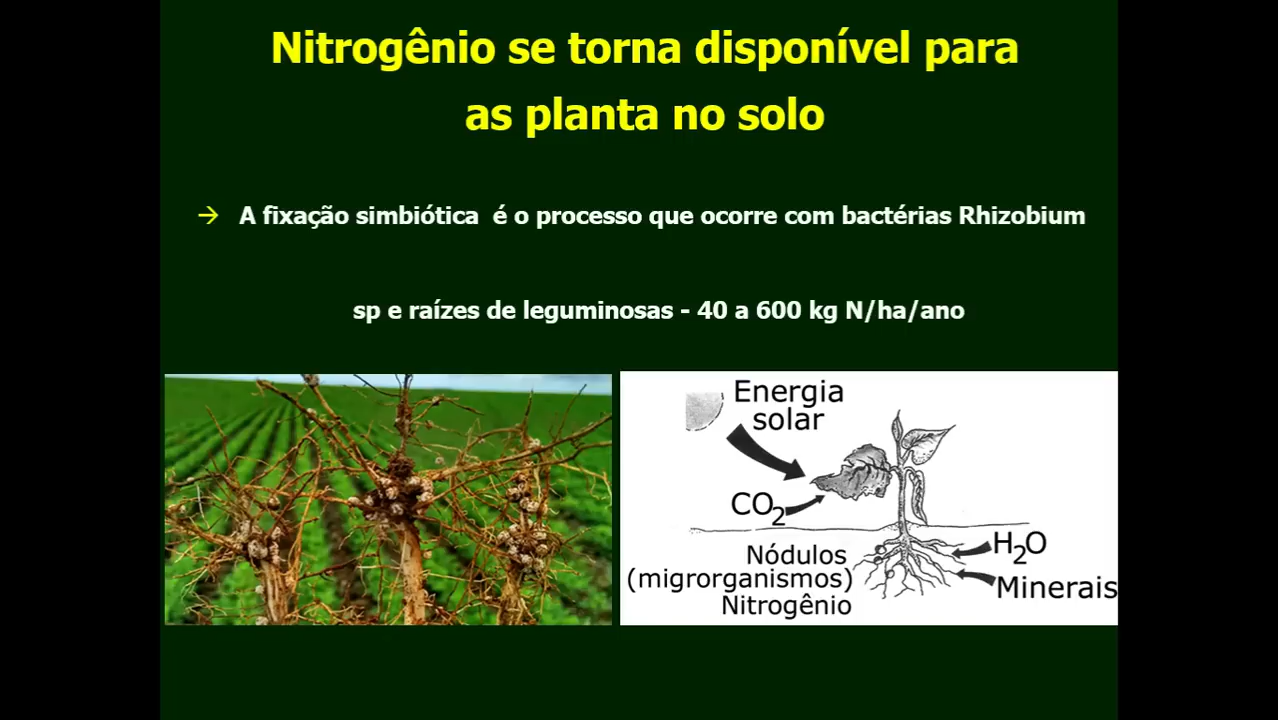 Nitrogênio se torna disponível para
as planta no solo
→ A fixação simbiótica é o processo que ocorre com bactérias Rhizobium
sp e raízes de leguminosas - 40 a 600 kg N/ha/ano
Energia
solar
CO2
H2O
Nódulos
(migrorganismos)
Nitrogênio
Minerais